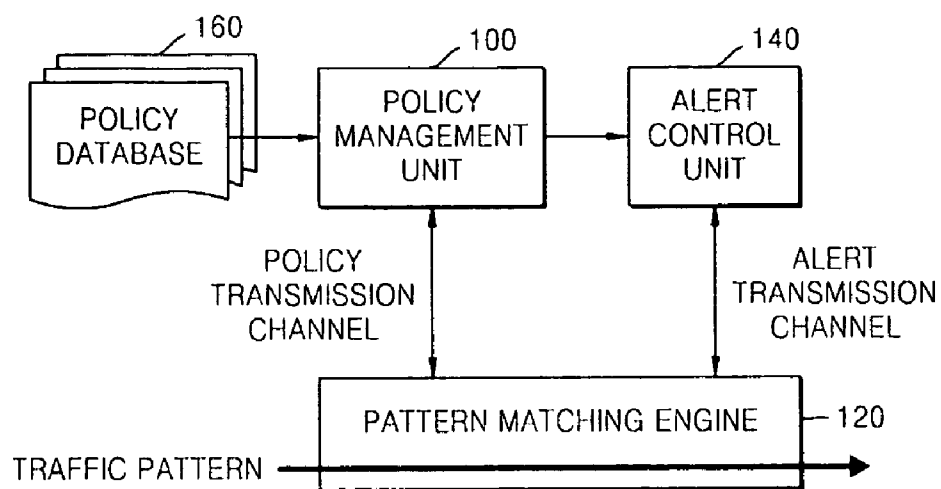 160
100
140
POLICY
DATABASE
POLICY
MANAGEMENT
UNIT
ALERT
CONTROL
UNIT
POLICY
TRANSMISSION
CHANNEL
ALERT
TRANSMISSION
CHANNEL
PATTERN MATCHING ENGINE
120
TRAFFIC PATTERN